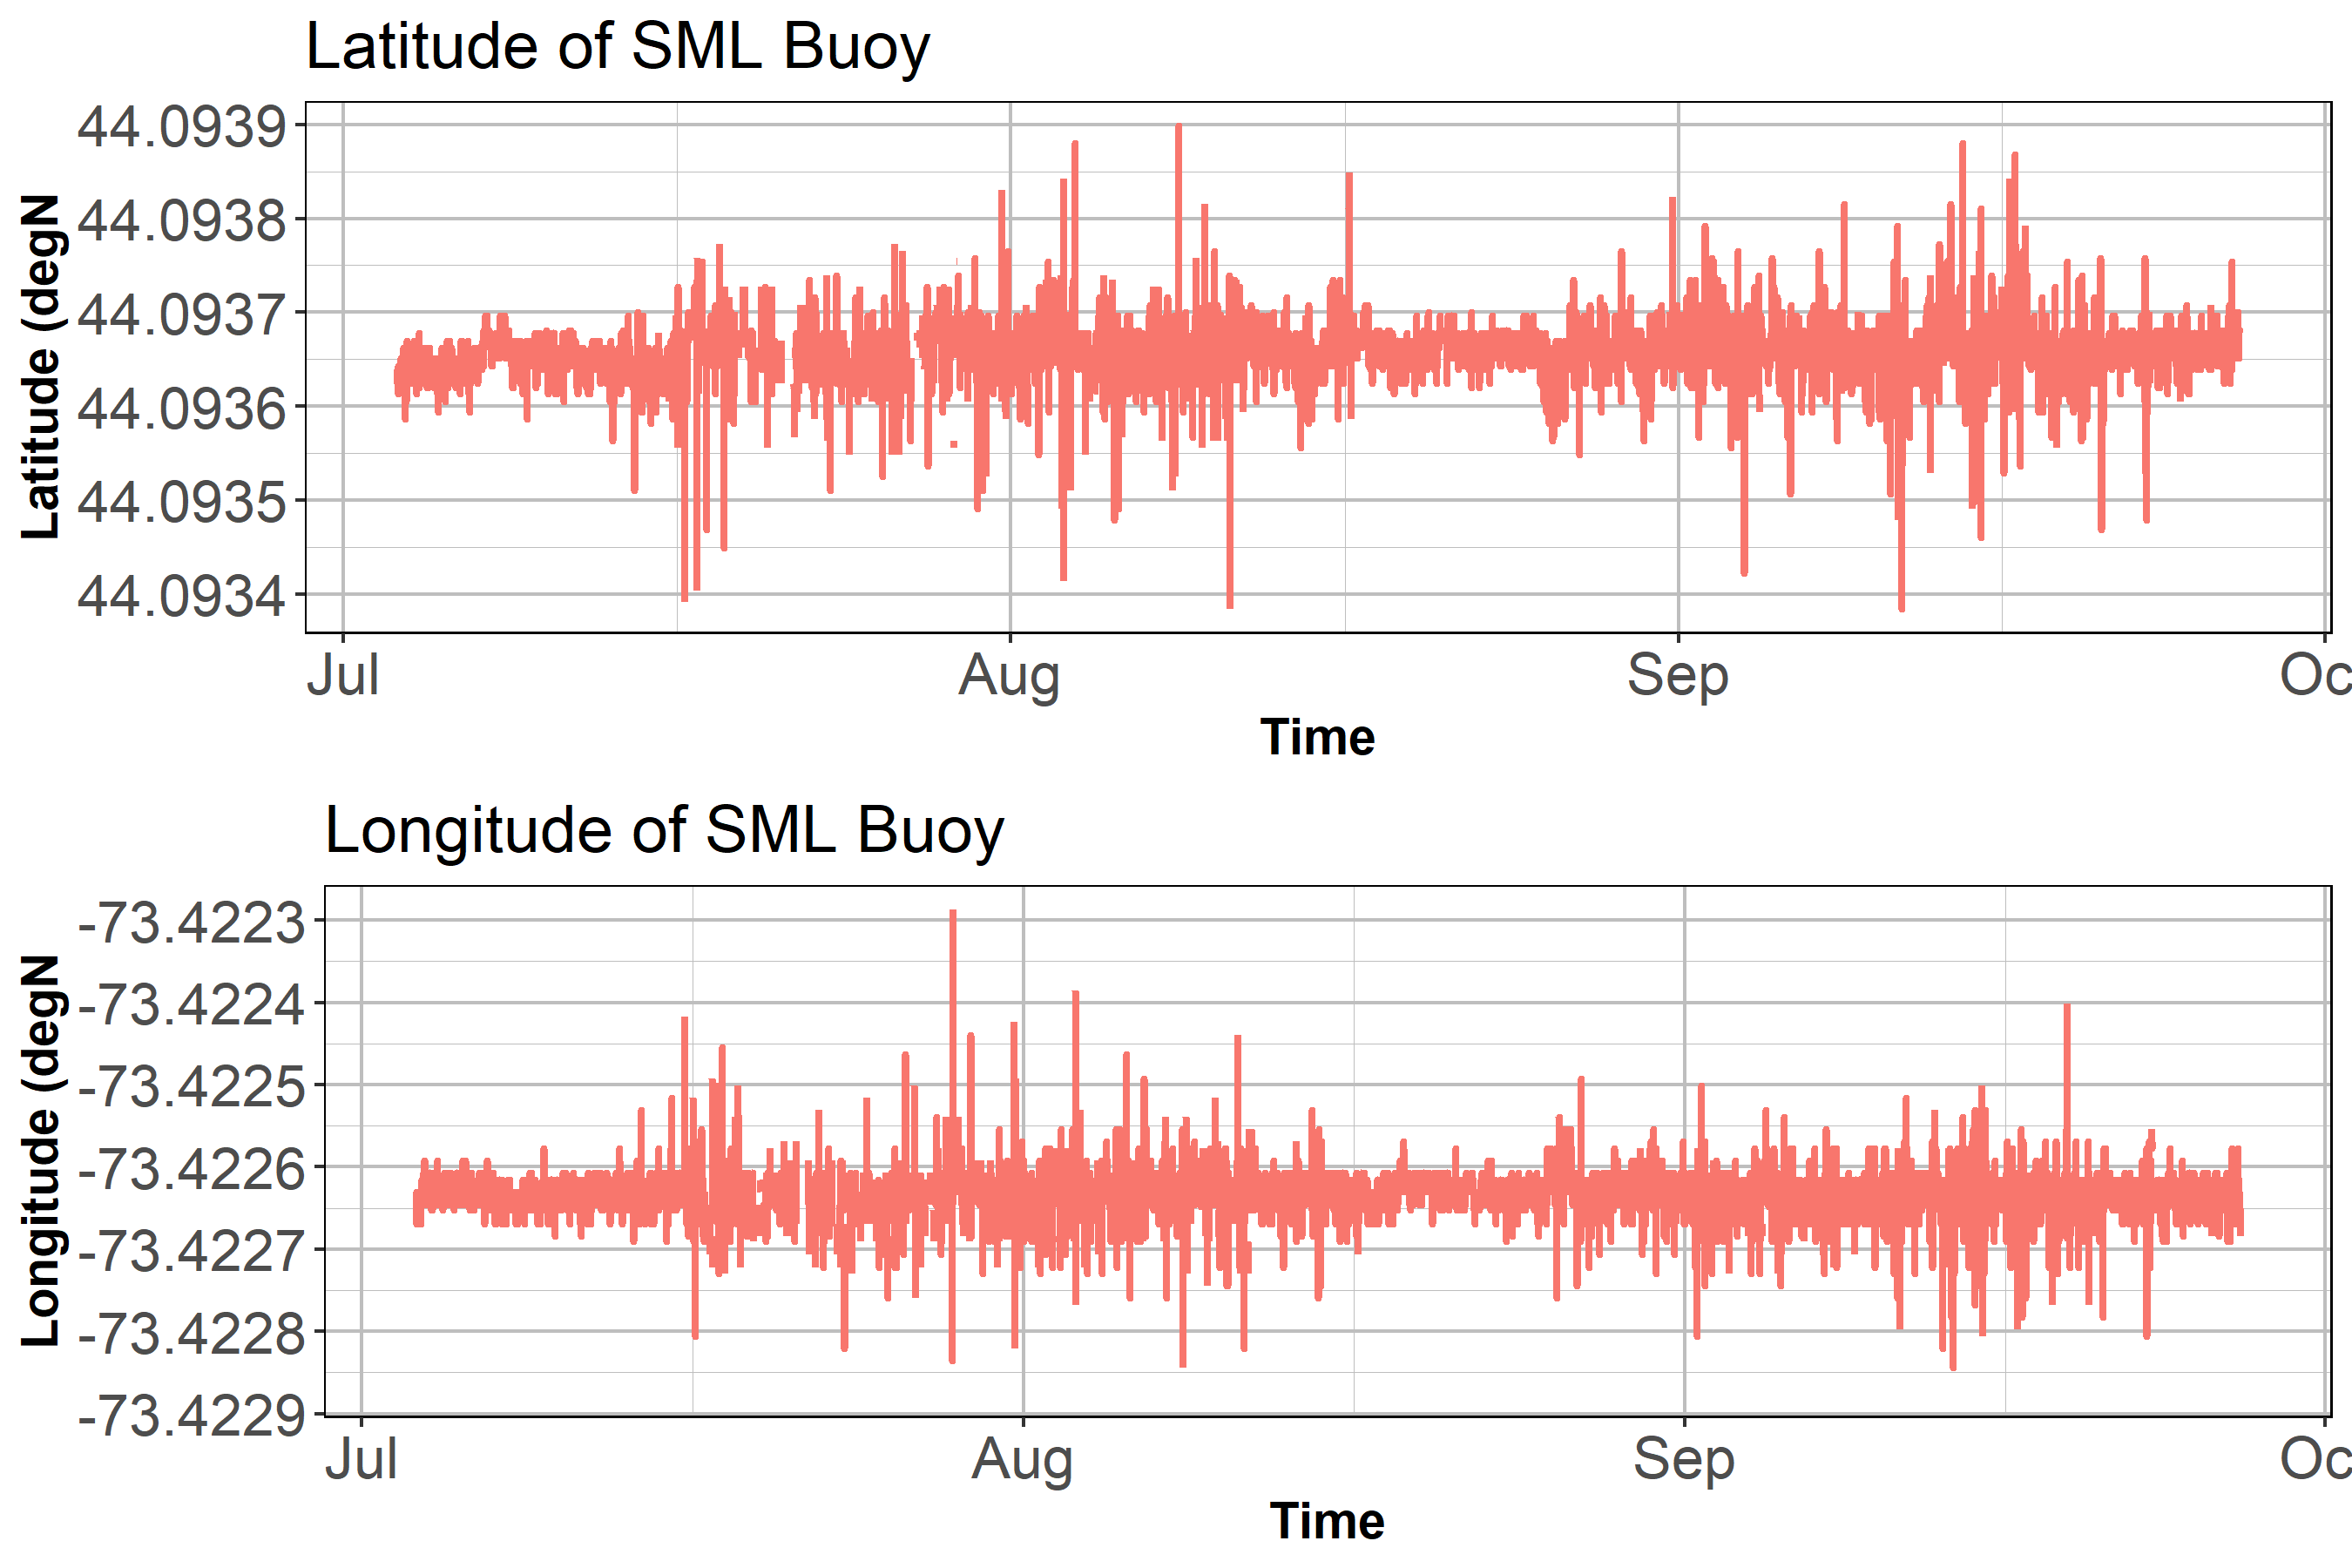 Latitude of SML Buoy
Latitude (degN
44.0939
44.0938
44.0937
44.0936
44.0935
44.0934
Jul Aug Sep Oc
Time
Longitude of SML Buoy
Longitude (degN
-73.4223
-73.4224
-73.4225
-73.4226
-73.4227
-73.4228
-73.4229
Jul Aug Sep Oc
Time